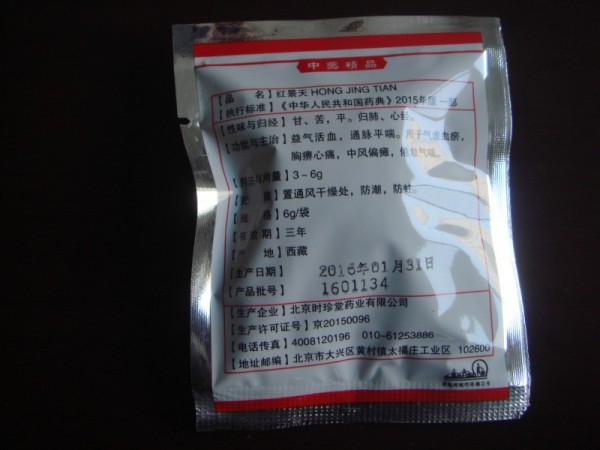 中药精品
【品 名】红景天 HONG JING TIAN
【执行标准】《中华人民共和国药典》2015年版 一部
【性味与归经】甘、苦，平。归肺、心经。
【功能与主治】益气活血，通脉平喘。用于气虚血瘀，
胸痹心痛，中风偏瘫，倦怠气喘。
【用法与用量】3～6g
【贮 藏】置通风干燥处，防潮，防蛀。
【规 格】6g/袋
【有效期】三年
【产 地】西藏
【生产日期】 2016年01月31日
【产品批号】 1601134
【生产企业】北京时珍堂药业有限公司
【生产许可证号】京20150096
【电话传真】4008120196 010-61253886
【地址邮编】北京市大兴区黄村镇太福庄工业区 102600